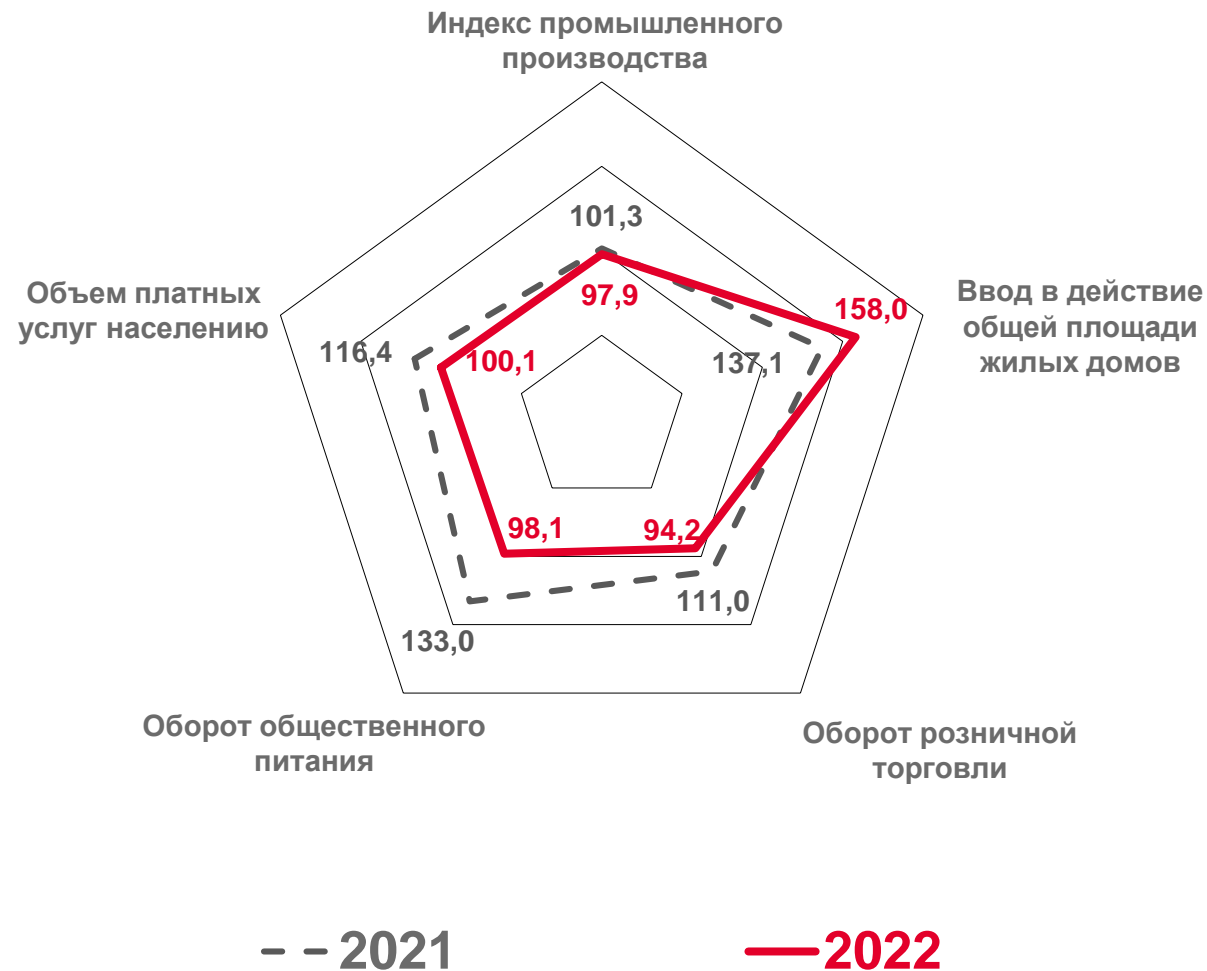 Индекс промышленного
производства
101,3
97,9
Ввод в действие
общей площади
жилых домов
158,0
137,1
Объем платных
услуг населению
116,4
100,1
98,1
94,2
111,0
133,0
Оборот общественного
питания
Оборот розничной
торговли
2021
2022